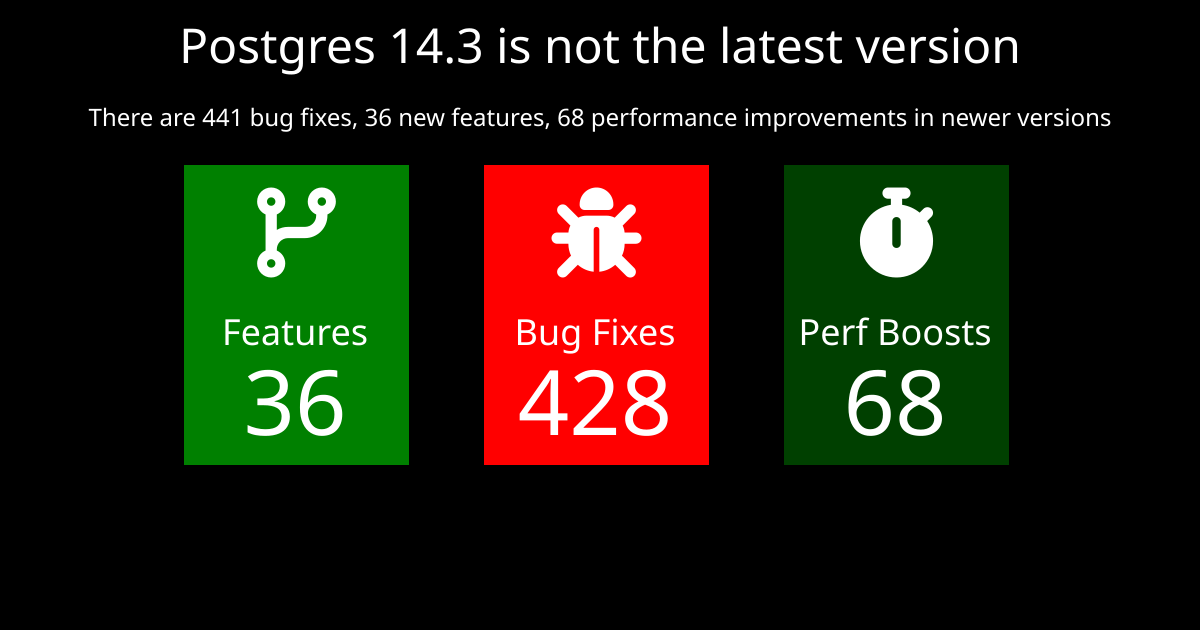 Postgres 14.3 is not the latest version
There are 441 bug fixes, 36 new features, 68 performance improvements in newer versions
Features
36
Bug Fixes
428
Perf Boosts
68